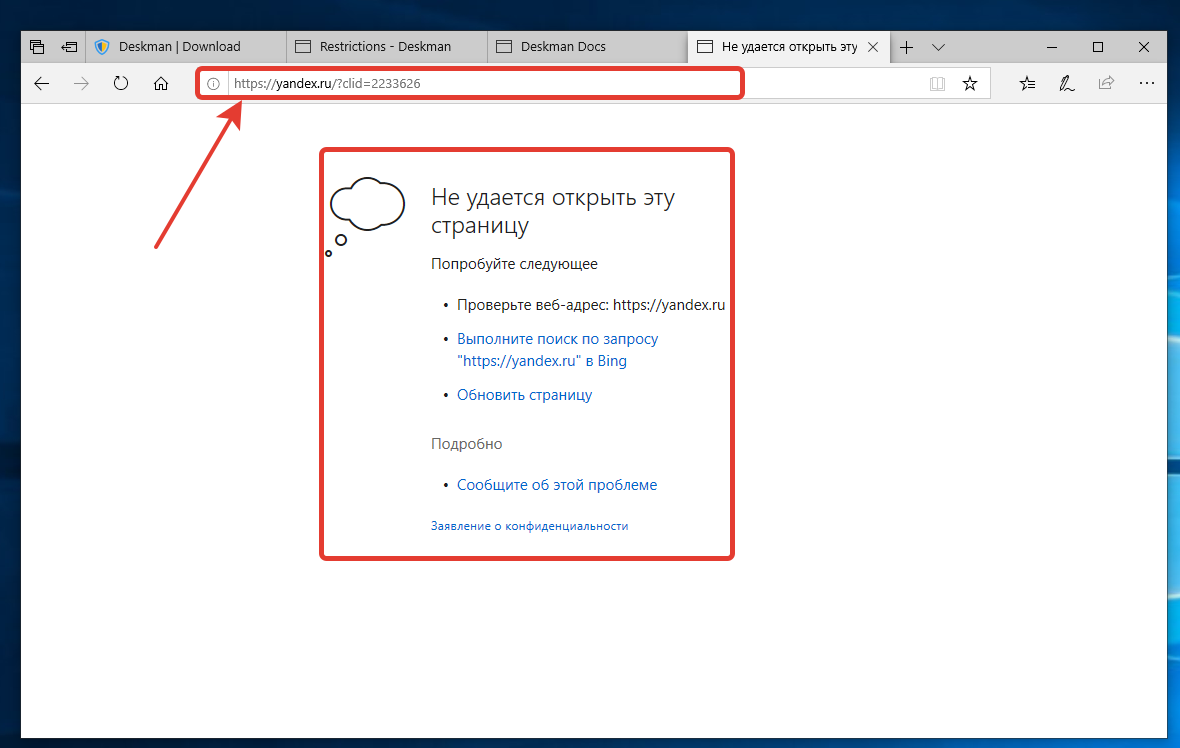 Deskman | Download
Restrictions - Deskman
Deskman Docs
Не удается открыть эту
https://yandex.ru/?clid=2233626
Не удается открыть эту
страницу
Попробуйте следующее
• Проверьте веб-адрес: https://yandex.ru
• Выполните поиск по запросу
"https://yandex.ru" в Bing
• Обновить страницу
Подробно
• Сообщите об этой проблеме
Заявление о конфиденциальности